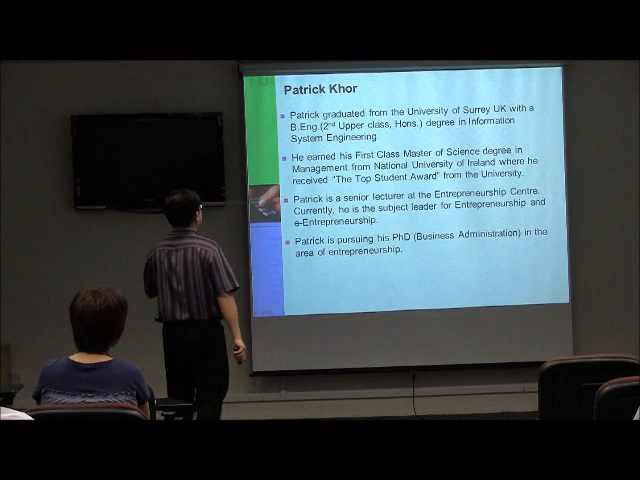 Patrick Khor
Patrick graduated from the University of Surrey UK with a
B.Eng.(2nd Upper class, Hons.) degree in Information
System Engineering
He earned his First Class Master of Science degree in
Management from National University of Ireland where he
received "The Top Student Award" from the University.
Patrick is a senior lecturer at the Entrepreneurship Centre.
Currently, he is the subject leader for Entrepreneurship and
e-Entrepreneurship.
Patrick is pursuing his PhD (Business Administration) in the
area of entrepreneurship.